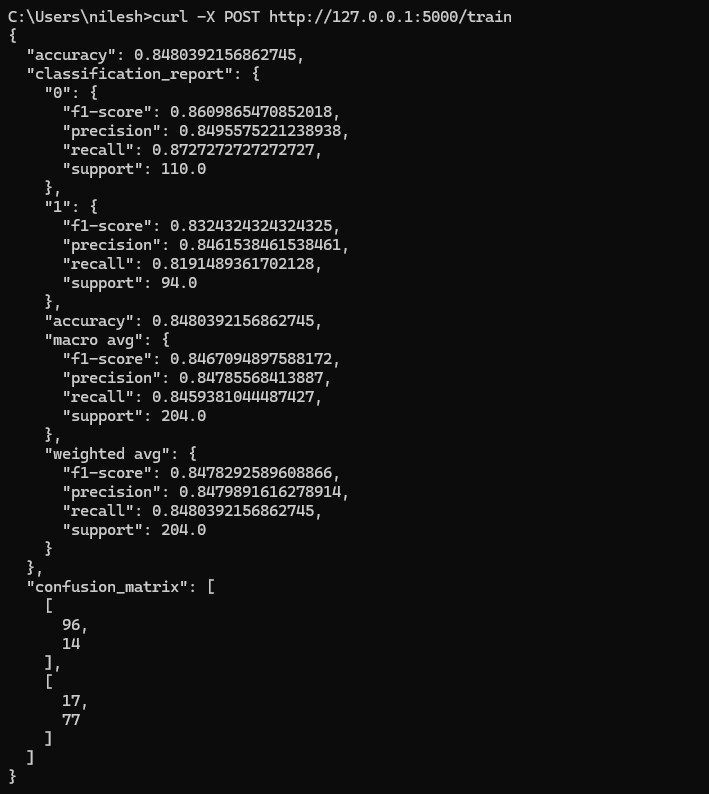 C:\Users\nilesh>curl -X POST http://127.0.0.1:5000/train
{
  "accuracy": 0.8480392156862745,
  "classification_report": {
    "0": {
      "f1-score": 0.8609865470852018,
      "precision": 0.8495575221238938,
      "recall": 0.8727272727272727,
      "support": 110.0
    },
    "1": {
      "f1-score": 0.8324324324324325,
      "precision": 0.8461538461538461,
      "recall": 0.8191489361702128,
      "support": 94.0
    },
    "accuracy": 0.8480392156862745,
    "macro avg": {
      "f1-score": 0.8467094897588172,
      "precision": 0.84785568413887,
      "recall": 0.8459381044487427,
      "support": 204.0
    },
    "weighted avg": {
      "f1-score": 0.8478292589608866,
      "precision": 0.8479891616278914,
      "recall": 0.8480392156862745,
      "support": 204.0
    }
  },
  "confusion_matrix": [
    [
      96,
      14
    ],
    [
      17,
      77
    ]
  ]
}